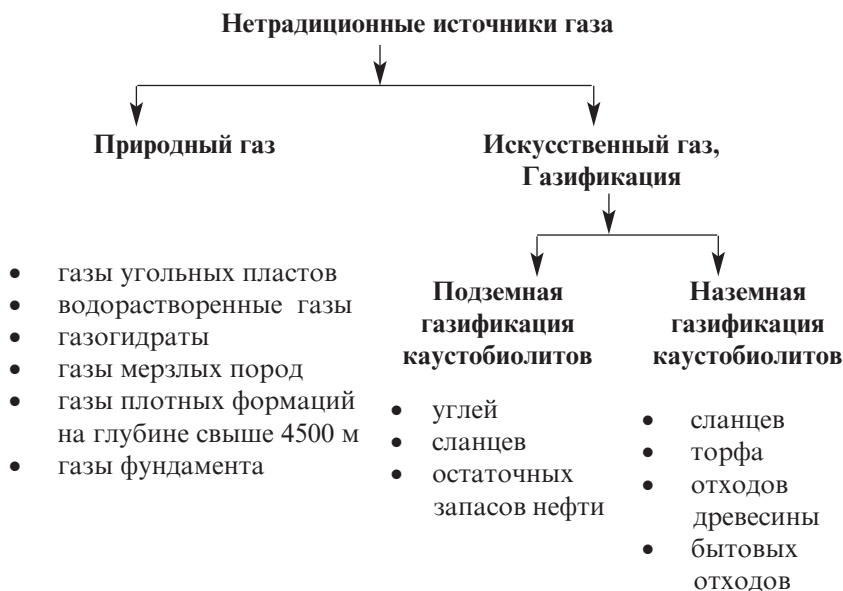 Нетрадиционные источники газа
Природный газ
• газы угольных пластов
• водорастворенные газы
• газогидраты
• газы мерзлых пород
• газы плотных формаций
на глубине свыше 4500 м
• газы фундамента
Искусственный газ,
Газификация
Подземная
газификация
каустобиолитов
• углей
• сланцев
• остаточных
запасов нефти
Наземная
газификация
каустобиолитов
• сланцев
• торфа
• отходов
древесины
• бытовых
отходов